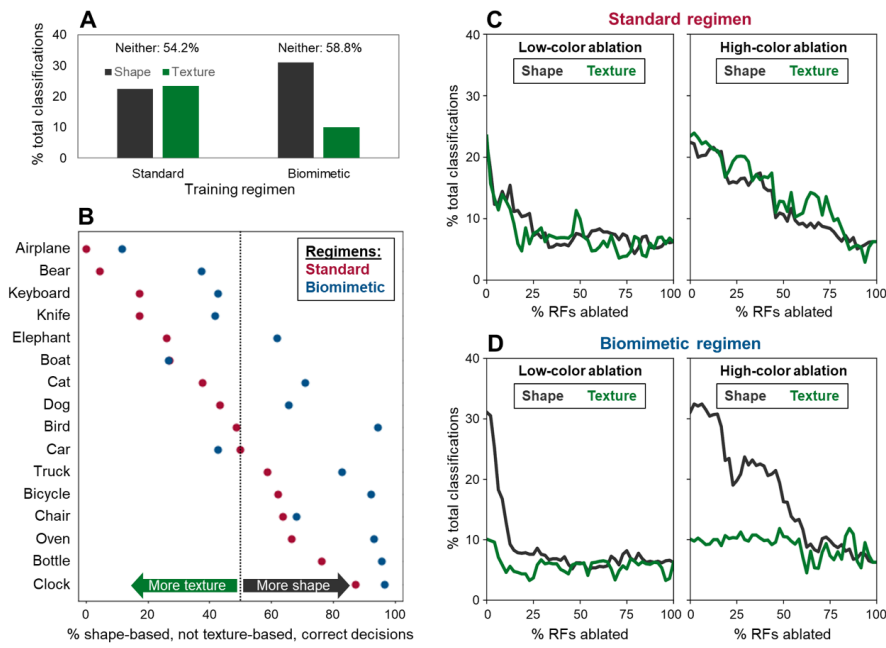 A
% total classifications
40
30
20
10
0
Neither: 54.2%
Neither: 58.8%
Shape
Texture
Standard
Biomimetic
Training regimen
B
Airplane
Bear
Keyboard
Knife
Elephant
Boat
Cat
Dog
Bird
Car
Truck
Bicycle
Chair
Oven
Bottle
Clock
Regimens:
Standard
Biomimetic
More texture
More shape
0
20
40
60
80
100
% shape-based, not texture-based, correct decisions
C
Standard regimen
% total classifications
40
30
20
10
0
Low-color ablation
Shape
Texture
0
25
50
75
100
% RFs ablated
High-color ablation
Shape
Texture
0
25
50
75
100
% RFs ablated
D
Biomimetic regimen
% total classifications
40
30
20
10
0
Low-color ablation
Shape
Texture
0
25
50
75
100
% RFs ablated
High-color ablation
Shape
Texture
0
25
50
75
100
% RFs ablated